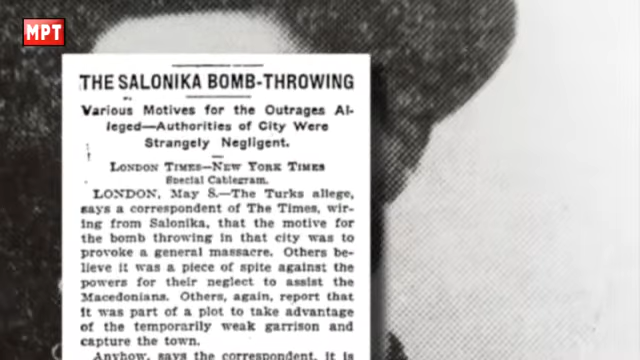 МРТ
THE SALONIKA BOMB-THROWING
Various Motives for the Outrages Al-
leged—Authorities of City Were
Strangely Negligent.
LONDON TIMES—NEW YORK TIMES
Special Cablegram.
LONDON, May 8.—The Turks allege,
says a correspondent of The Times, wir-
ing from Salonika, that the motive for
the bomb throwing in that city was to
provoke a general massacre. Others be-
lieve it was a piece of spite against the
powers for their neglect to assist the
Macedonians. Others, again, report that
it was part of a plot to take advantage
of the temporarily weak garrison and
capture the town.
Anyhow, says the correspondent, it is